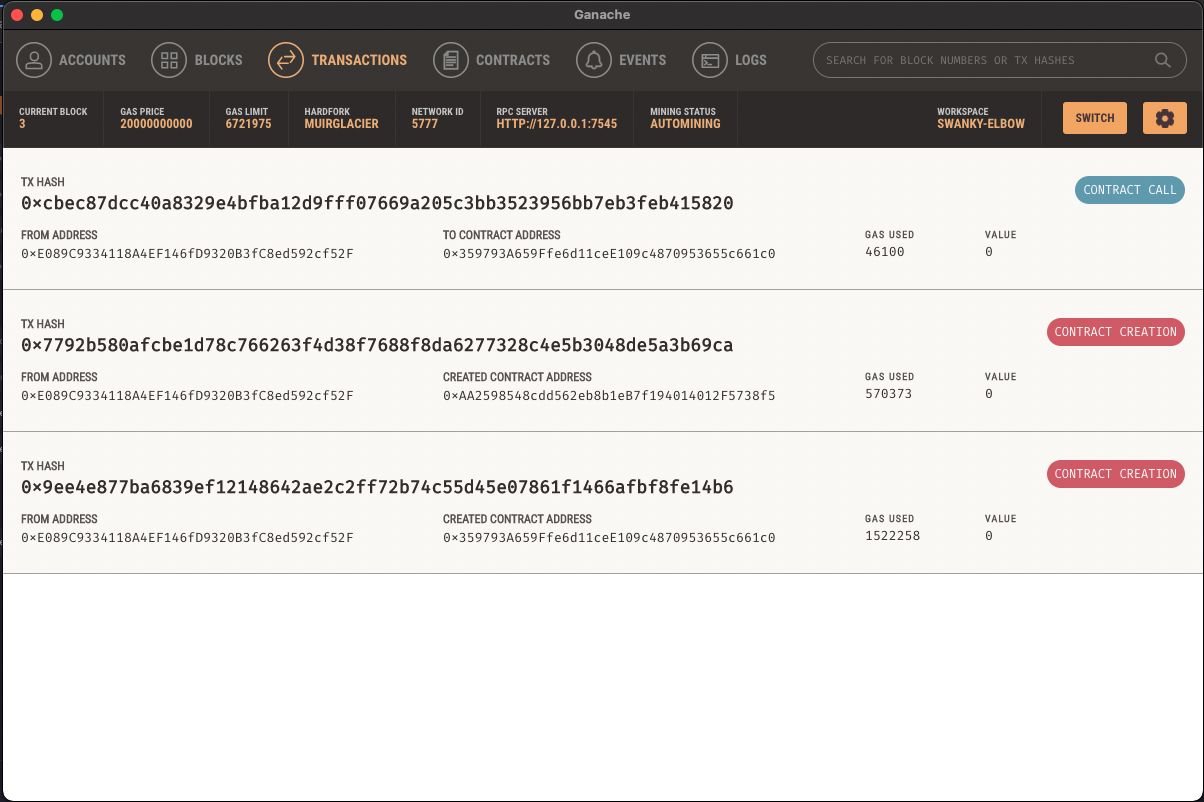 Ganache
ACCOUNTS BLOCKS TRANSACTIONS CONTRACTS EVENTS LOGS SEARCH FOR BLOCK NUMBERS OR TX HASHES
CURRENT BLOCK GAS PRICE GAS LIMIT HARDFORK NETWORK ID RPC SERVER MINING STATUS WORKSPACE
3 20000000000 6721975 MUIRGLACIER 5777 HTTP://127.0.0.1:7545 AUTOMINING SWANKY-ELBOW SWITCH
TX HASH
0×cbec87dcc40a8329e4bfba12d9fff07669a205c3bb3523956bb7eb3feb415820 CONTRACT CALL
FROM ADDRESS TO CONTRACT ADDRESS GAS USED VALUE
0×E089C9334118A4EF146fD9320B3fC8ed592cf52F 0×359793A659Ffe6d11ceE109c4870953655c661c0 46100 0
TX HASH
0×7792b580afcbe1d78c766263f4d38f7688f8da6277328c4e5b3048de5a3b69ca CONTRACT CREATION
FROM ADDRESS CREATED CONTRACT ADDRESS GAS USED VALUE
0×E089C9334118A4EF146fD9320B3fC8ed592cf52F 0×AA2598548cdd562eb8b1eB7f194014012F5738f5 570373 0
TX HASH
0×9ee4e877ba6839ef12148642ae2c2ff72b74c55d45e07861f1466afbf8fe14b6 CONTRACT CREATION
FROM ADDRESS CREATED CONTRACT ADDRESS GAS USED VALUE
0×E089C9334118A4EF146fD9320B3fC8ed592cf52F 0×359793A659Ffe6d11ceE109c4870953655c661c0 1522258 0